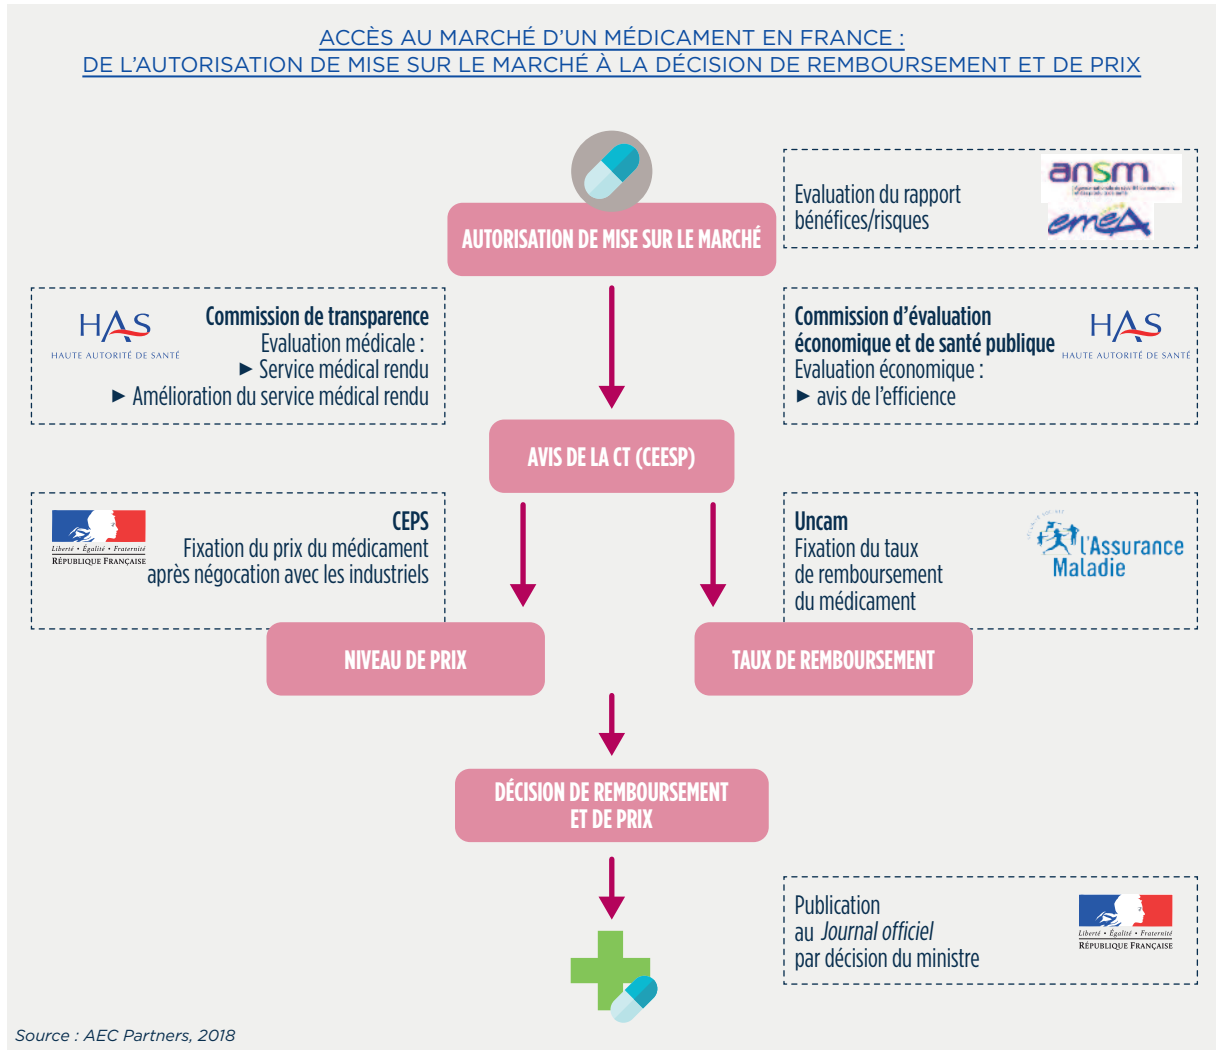 ACCÈS AU MARCHÉ D'UN MÉDICAMENT EN FRANCE :
DE L'AUTORISATION DE MISE SUR LE MARCHÉ À LA DÉCISION DE REMBOURSEMENT ET DE PRIX
Evaluation du rapport
bénéfices/risques
ansm
emeA
AUTORISATION DE MISE SUR LE MARCHÉ
HAS
HAUTE AUTORITÉ DE SANTÉ
Commission de transparence
Evaluation médicale :
► Service médical rendu
► Amélioration du service médical rendu
Commission d'évaluation
économique et de santé publique
Evaluation économique :
► avis de l'efficience
HAS
HAUTE AUTORITÉ DE SANTÉ
AVIS DE LA CT (CEESP)
Liberté • Égalité • Fraternité
RÉPUBLIQUE FRANÇAISE
CEPS
Fixation du prix du médicament
après négocation avec les industriels
Uncam
Fixation du taux
de remboursement
du médicament
l'Assurance
Maladie
NIVEAU DE PRIX
TAUX DE REMBOURSEMENT
DÉCISION DE REMBOURSEMENT
ET DE PRIX
Publication
au Journal officiel
par décision du ministre
Liberté • Égalité • Fraternité
RÉPUBLIQUE FRANÇAISE
Source : AEC Partners, 2018